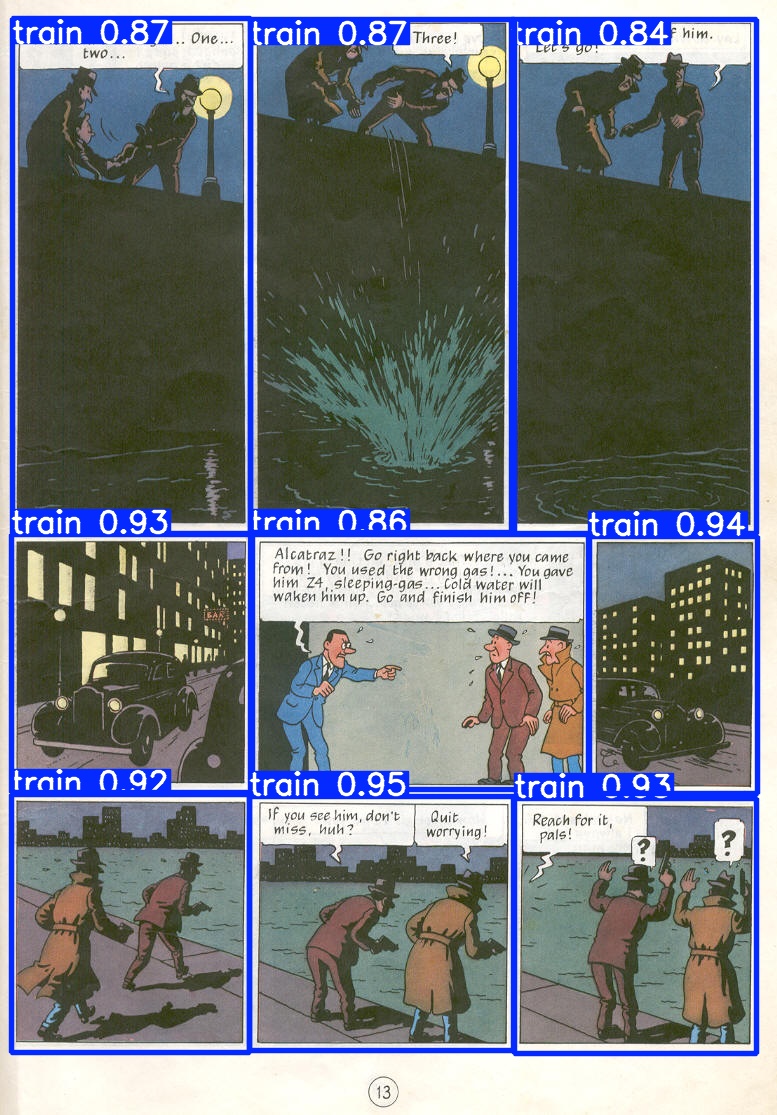 train 0.87
.. One...
two...
train 0.87
Three!
train 0.84
f him.
Let's go!
train 0.93
BAR
train 0.86
Alcatraz!! Go right back where you came
from! You used the wrong gas!... You gave
him Z4, sleeping-gas... Cold water will
waken him up. Go and finish him off!
train 0.94
train 0.92
train 0.95
If you see him, don't
miss, huh?
Quit
worrying!
train 0.93
Reach for it,
pals!
?
?
13